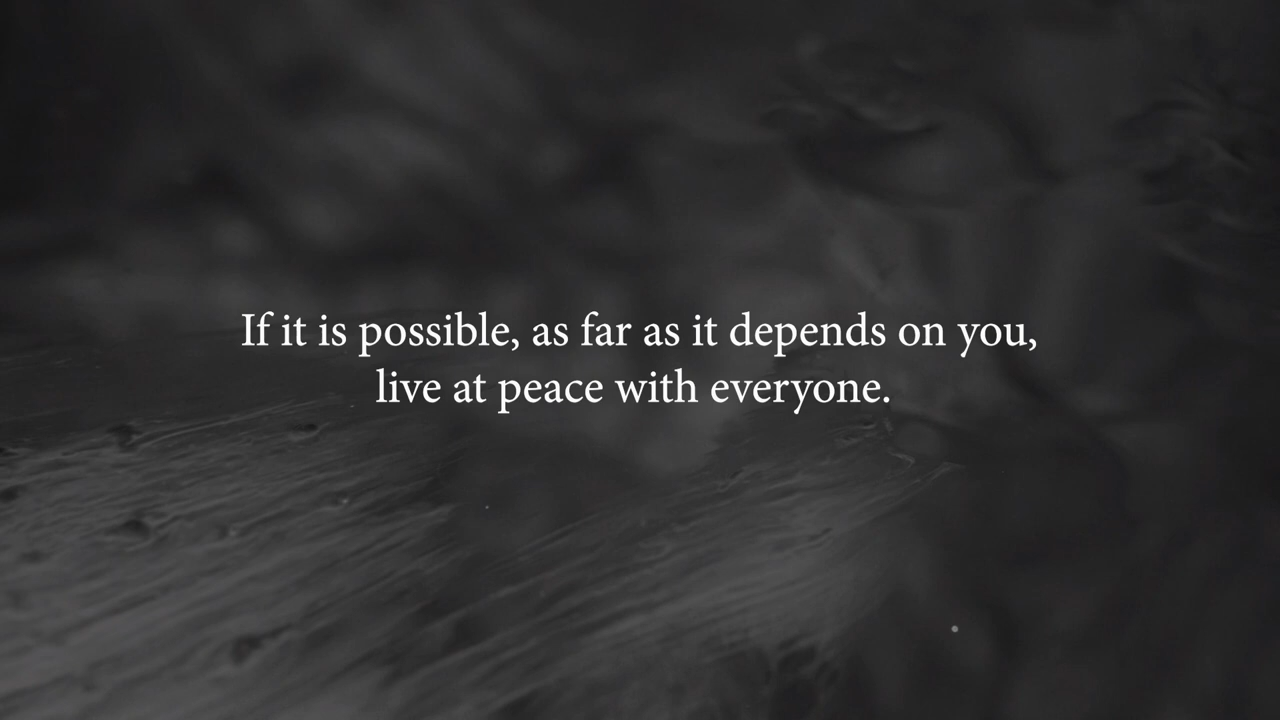 If it is possible, as far as it depends on you,
live at peace with everyone.